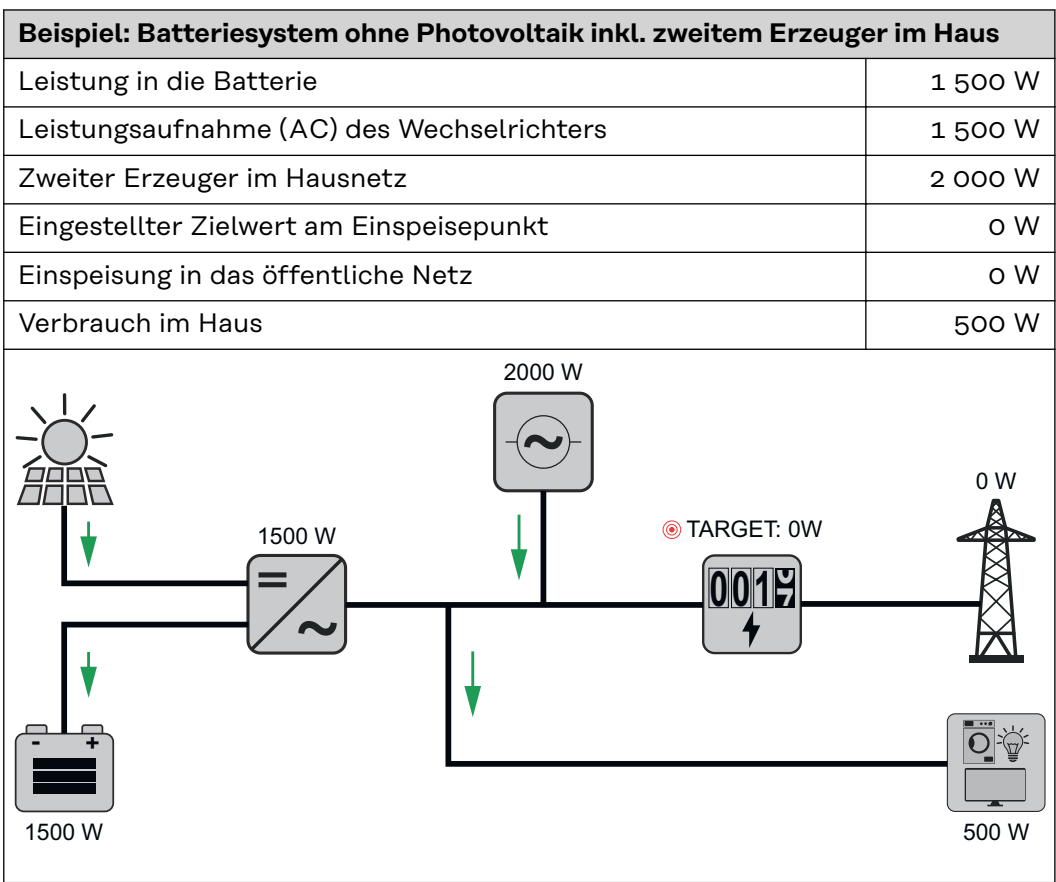 Beispiel: Batteriesystem ohne Photovoltaik inkl. zweitem Erzeuger im Haus
Leistung in die Batterie 1 500 W
Leistungsaufnahme (AC) des Wechselrichters 1 500 W
Zweiter Erzeuger im Hausnetz 2 000 W
Eingestellter Zielwert am Einspeisepunkt 0 W
Einspeisung in das öffentliche Netz 0 W
Verbrauch im Haus 500 W
2000 W
0 W
1500 W
TARGET: 0W
001
- +
1500 W
500 W